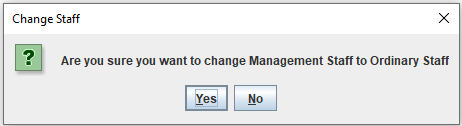 Change Staff
Are you sure you want to change Management Staff to Ordinary Staff
Yes No